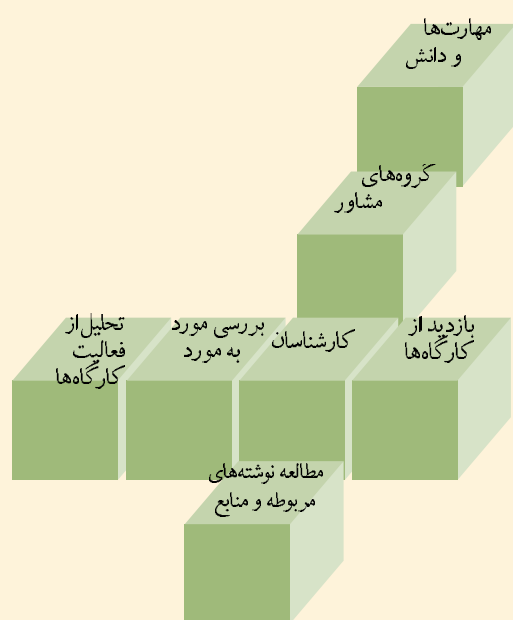 مهارت‌ها
و دانش
گروه‌های
مشاور
بازدید از
کارگاه‌ها
کارشناسان
بررسی مورد
به مورد
تحلیل از
فعالیت
کارگاه‌ها
مطالعه نوشته‌های
مربوطه و منابع